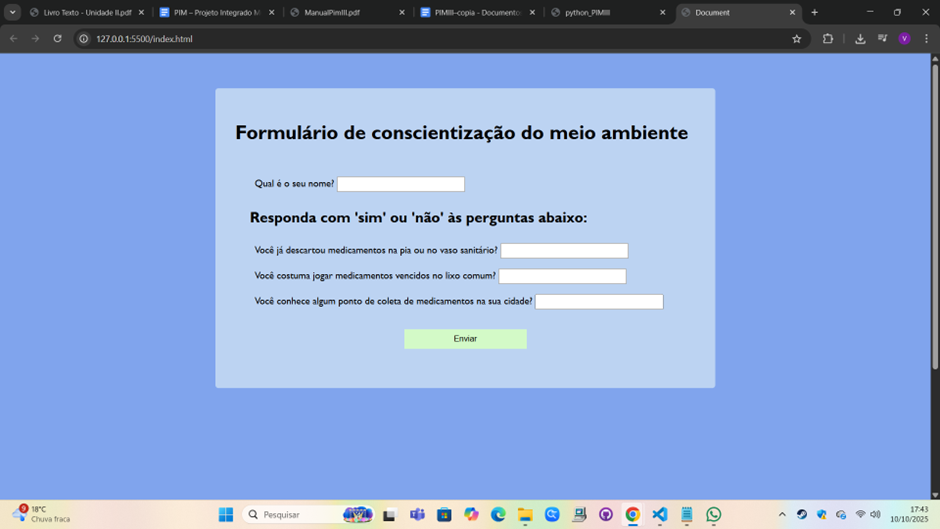 Livro Texto - Unidade II.pdf
PIM – Projeto Integrado M
ManualPimIII.pdf
PIMIII-copia - Documento
python_PIMIII
Document
127.0.0.1:5500/index.html
V
Formulário de conscientização do meio ambiente
Qual é o seu nome?
Responda com 'sim' ou 'não' às perguntas abaixo:
Você já descartou medicamentos na pia ou no vaso sanitário?
Você costuma jogar medicamentos vencidos no lixo comum?
Você conhece algum ponto de coleta de medicamentos na sua cidade?
Enviar
9
18°C
Chuva fraca
Pesquisar
17:43
10/10/2025